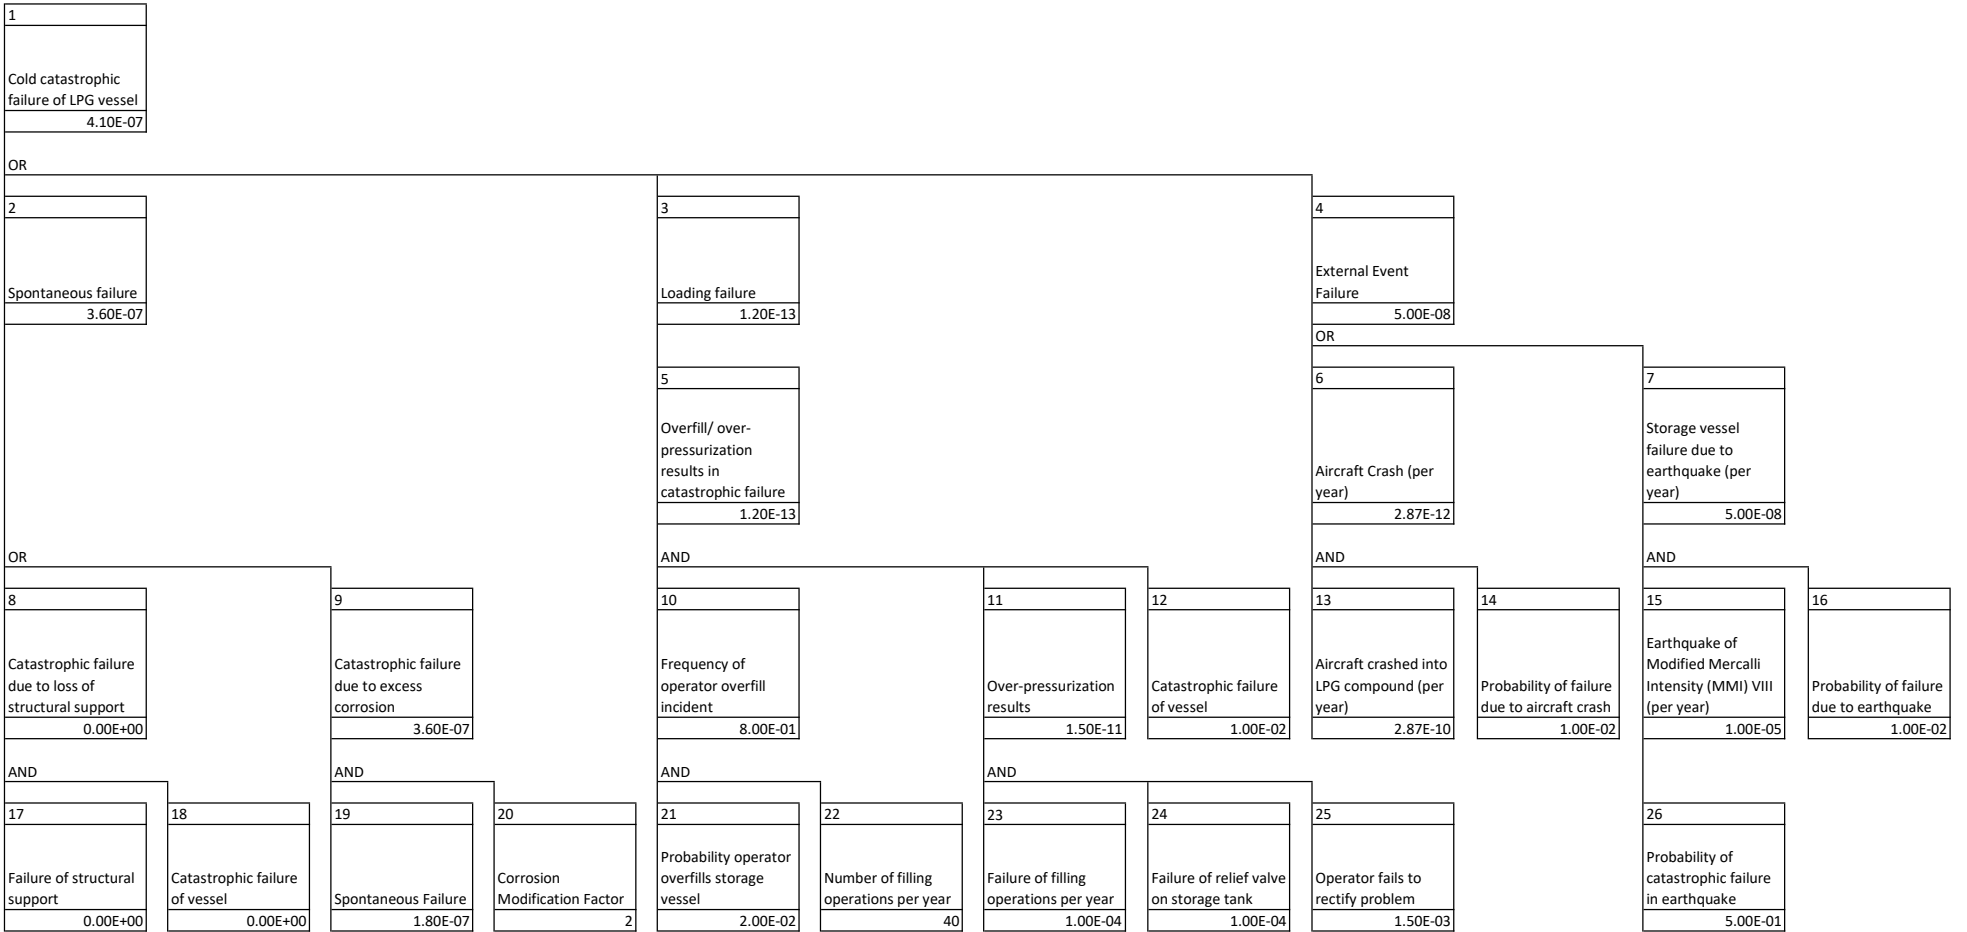 1
Cold catastrophic
failure of LPG vessel
4.10E-07
OR
2
Spontaneous failure
3.60E-07
3
Loading failure
1.20E-13
4
External Event
Failure
5.00E-08
OR
5
Overfill/ over-
pressurization
results in
catastrophic failure
1.20E-13
6
Aircraft Crash (per
year)
2.87E-12
7
Storage vessel
failure due to
earthquake (per
year)
5.00E-08
OR
AND
AND
AND
8
Catastrophic failure
due to loss of
structural support
0.00E+00
9
Catastrophic failure
due to excess
corrosion
3.60E-07
10
Frequency of
operator overfill
incident
8.00E-01
11
Over-pressurization
results
1.50E-11
12
Catastrophic failure
of vessel
1.00E-02
13
Aircraft crashed into
LPG compound (per
year)
2.87E-10
14
Probability of failure
due to aircraft crash
1.00E-02
15
Earthquake of
Modified Mercalli
Intensity (MMI) VIII
(per year)
1.00E-05
16
Probability of failure
due to earthquake
1.00E-02
AND
AND
AND
AND
17
Failure of structural
support
0.00E+00
18
Catastrophic failure
of vessel
0.00E+00
19
Spontaneous Failure
1.80E-07
20
Corrosion
Modification Factor
2
21
Probability operator
overfills storage
vessel
2.00E-02
22
Number of filling
operations per year
40
23
Failure of filling
operations per year
1.00E-04
24
Failure of relief valve
on storage tank
1.00E-04
25
Operator fails to
rectify problem
1.50E-03
26
Probability of
catastrophic failure
in earthquake
5.00E-01